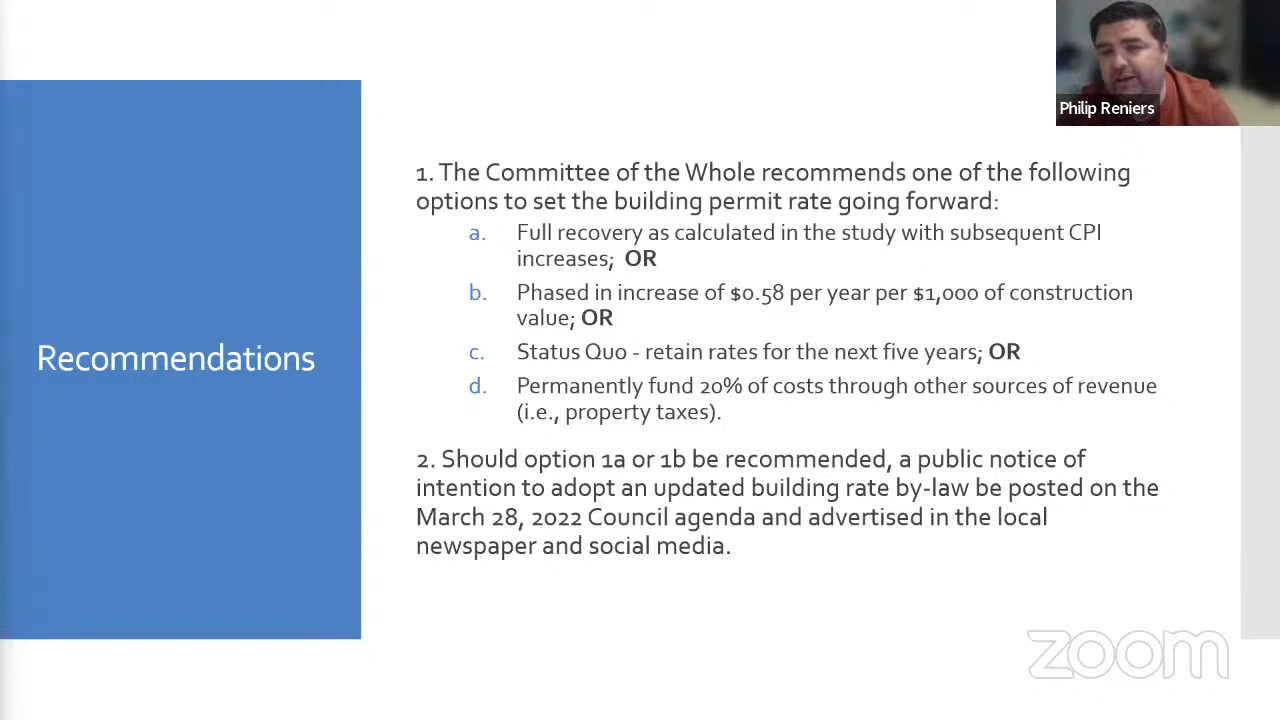 Philip Reniers
1. The Committee of the Whole recommends one of the following
options to set the building permit rate going forward:
a. Full recovery as calculated in the study with subsequent CPI
increases; OR
b. Phased in increase of $0.58 per year per $1,000 of construction
value; OR
c. Status Quo - retain rates for the next five years; OR
Recommendations
d. Permanently fund 20% of costs through other sources of revenue
(i.e., property taxes).
2. Should option 1a or 1b be recommended, a public notice of
intention to adopt an updated building rate by-law be posted on the
March 28, 2022 Council agenda and advertised in the local
newspaper and social media.
zoom